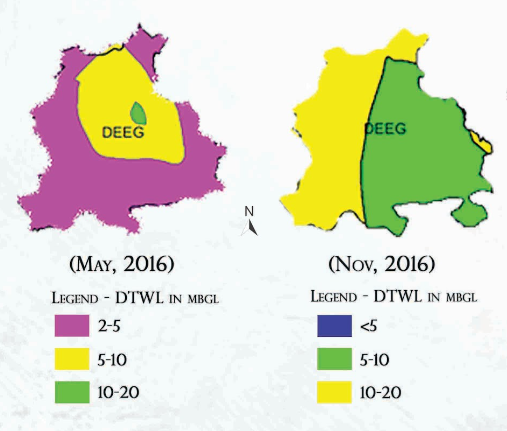 DEEG
DEEG
N
(May, 2016)
(Nov, 2016)
Legend - DTWL in mbgl
2-5
5-10
10-20
Legend - DTWL in mbgl
<5
5-10
10-20